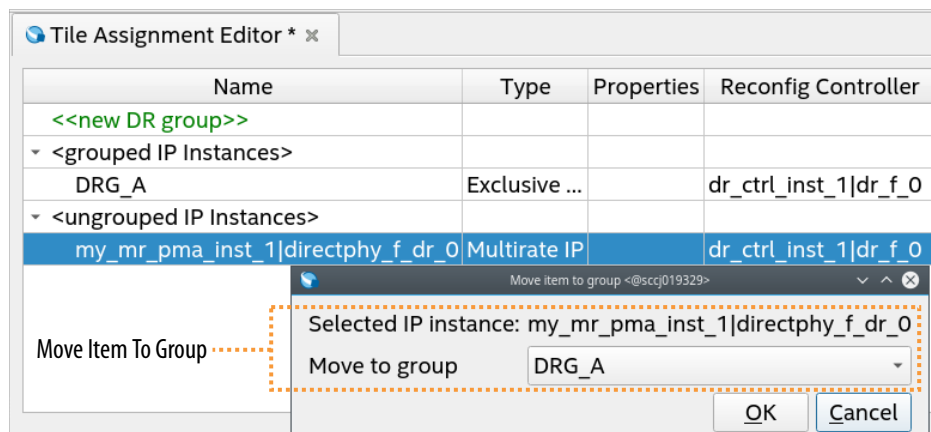 Tile Assignment Editor *
Name Type Properties Reconfig Controller
<<new DR group>>
<grouped IP Instances>
DRG_A Exclusive ... dr_ctrl_inst_1|dr_f_0
<ungrouped IP Instances>
my_mr_pma_inst_1|directphy_f_dr_0 Multirate IP dr_ctrl_inst_1|dr_f_0
Move item to group <@sccj019329>
Selected IP instance: my_mr_pma_inst_1|directphy_f_dr_0
Move Item To Group
Move to group DRG_A
OK Cancel